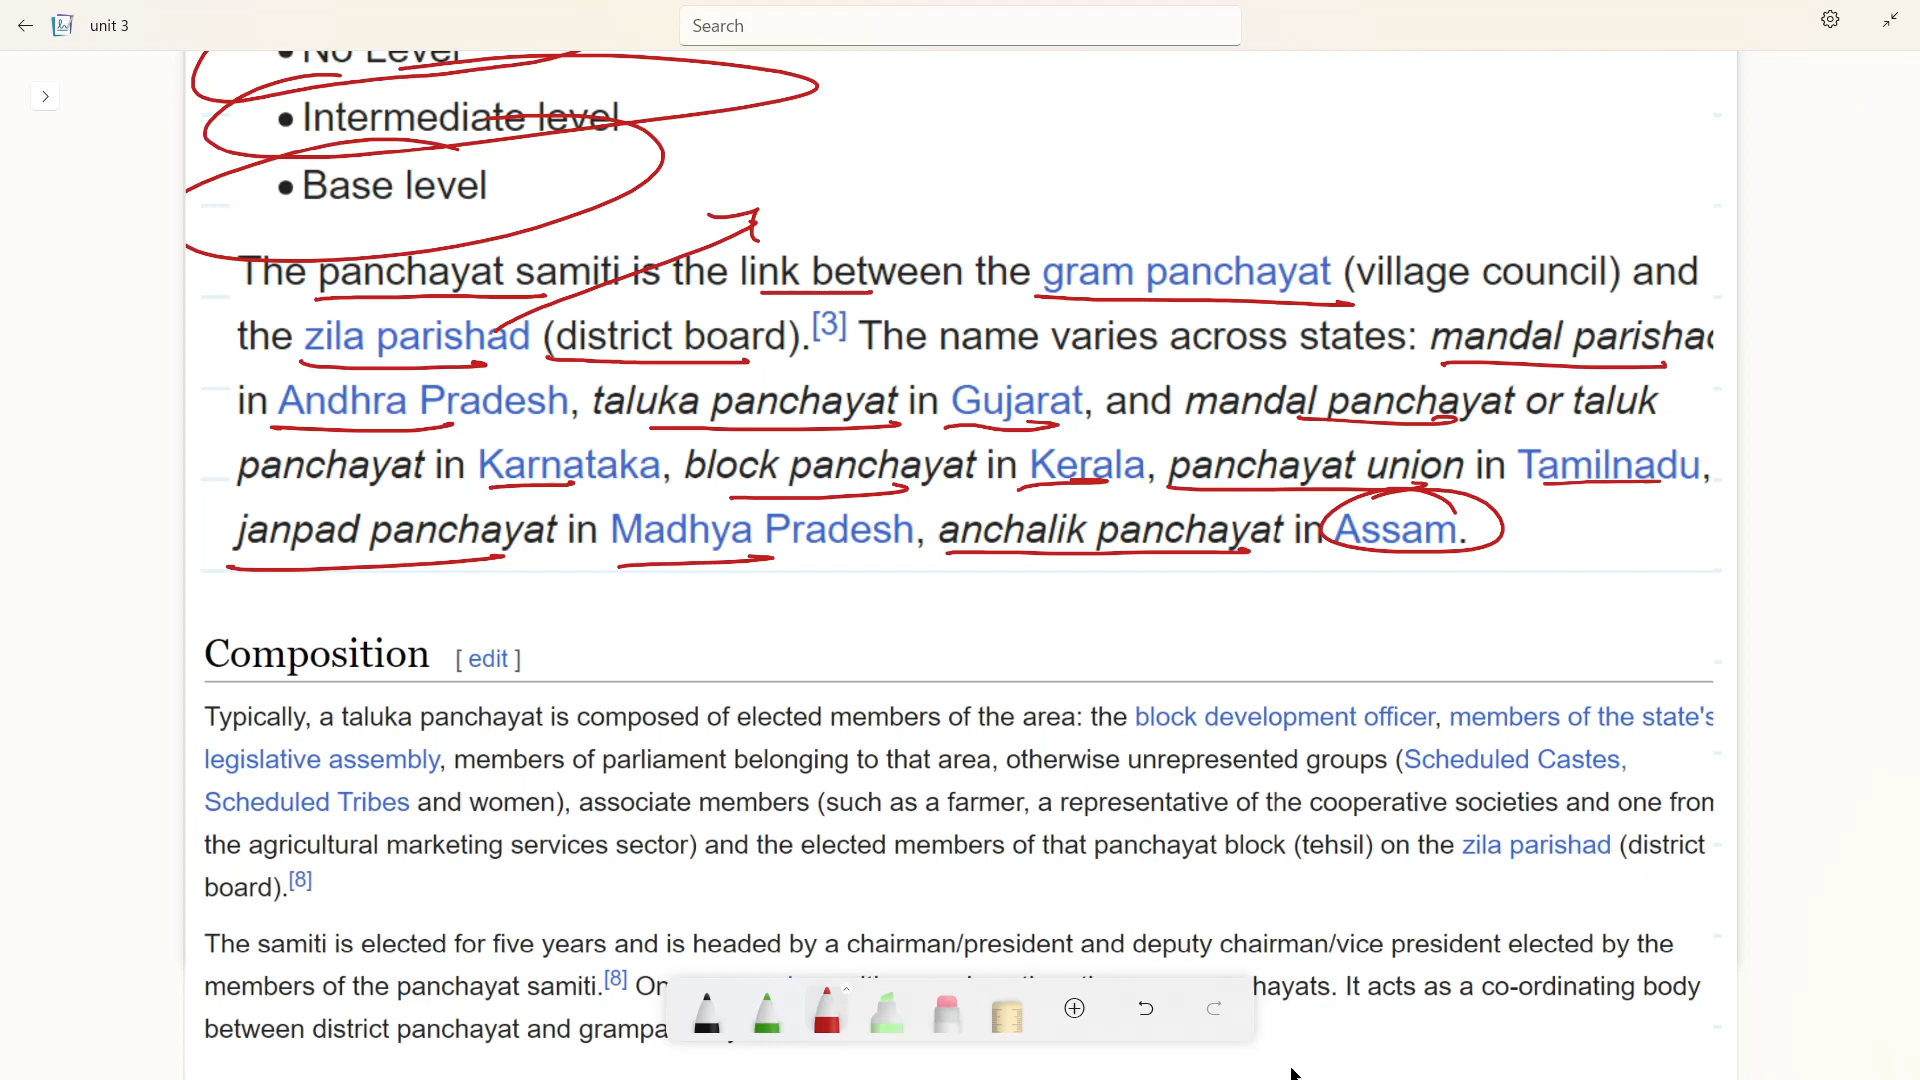 unit 3
Search
• No Level
• Intermediate level
• Base level
The panchayat samiti is the link between the gram panchayat (village council) and
the zila parishad (district board).[3] The name varies across states: mandal parishad
in Andhra Pradesh, taluka panchayat in Gujarat, and mandal panchayat or taluk
panchayat in Karnataka, block panchayat in Kerala, panchayat union in Tamilnadu,
janpad panchayat in Madhya Pradesh, anchalik panchayat in Assam.
Composition [ edit ]
Typically, a taluka panchayat is composed of elected members of the area: the block development officer, members of the state's
legislative assembly, members of parliament belonging to that area, otherwise unrepresented groups (Scheduled Castes,
Scheduled Tribes and women), associate members (such as a farmer, a representative of the cooperative societies and one from
the agricultural marketing services sector) and the elected members of that panchayat block (tehsil) on the zila parishad (district
board).[8]
The samiti is elected for five years and is headed by a chairman/president and deputy chairman/vice president elected by the
members of the panchayat samiti.[8] On hayats. It acts as a co-ordinating body
between district panchayat and grampa